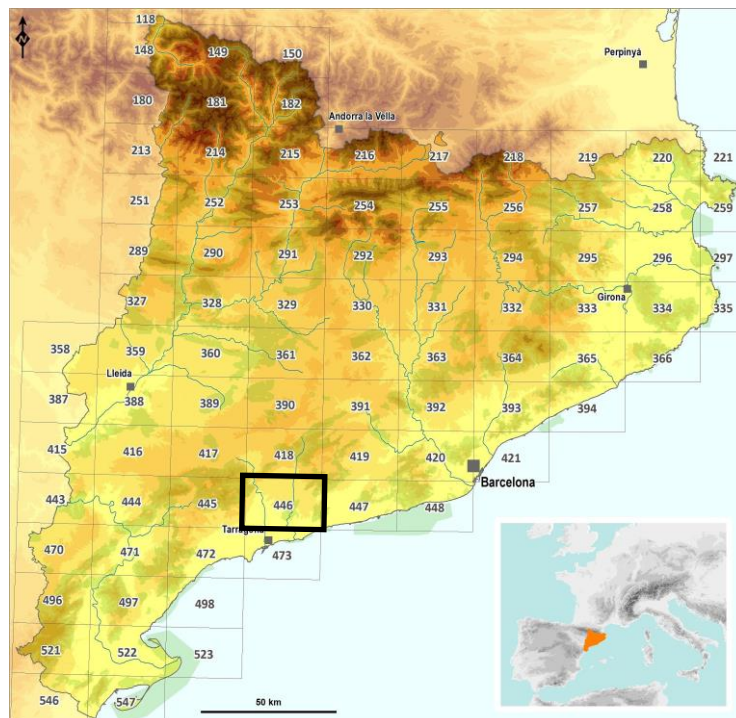 118
N
148 149 150
Perpinyà
180 181 182
Andorra la Vella
213 214 215 216 217 218 219 220 221
251 252 253 254 255 256 257 258 259
289 290 291 292 293 294 295 296 297
Girona
327 328 329 330 331 332 333 334 335
358 359 360 361 362 363 364 365 366
Lleida
387 388 389 390 391 392 393 394
415 416 417 418 419 420 421
Barcelona
443 444 445 446 447 448
Tarragona
470 471 472 473
496 497 498
521 522 523
546 547
50 km